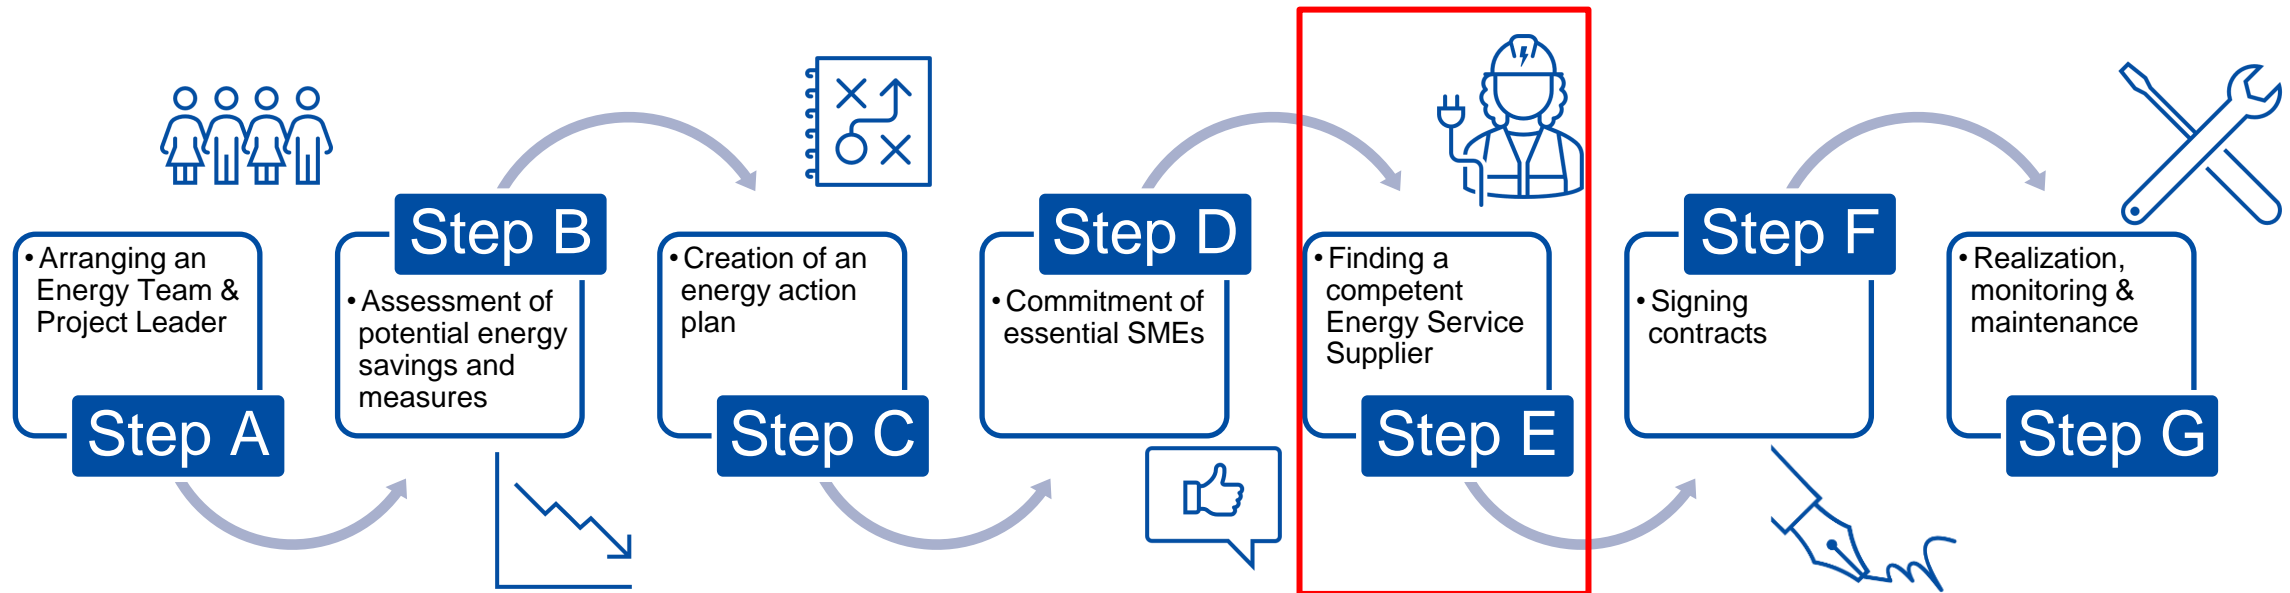 • Arranging an
Energy Team &
Project Leader
Step A
Step B
• Assessment of
potential energy
savings and
measures
• Creation of an
energy action
plan
Step C
Step D
• Commitment of
essential SMEs
• Finding a
competent
Energy Service
Supplier
Step E
Step F
• Signing
contracts
• Realization,
monitoring &
maintenance
Step G